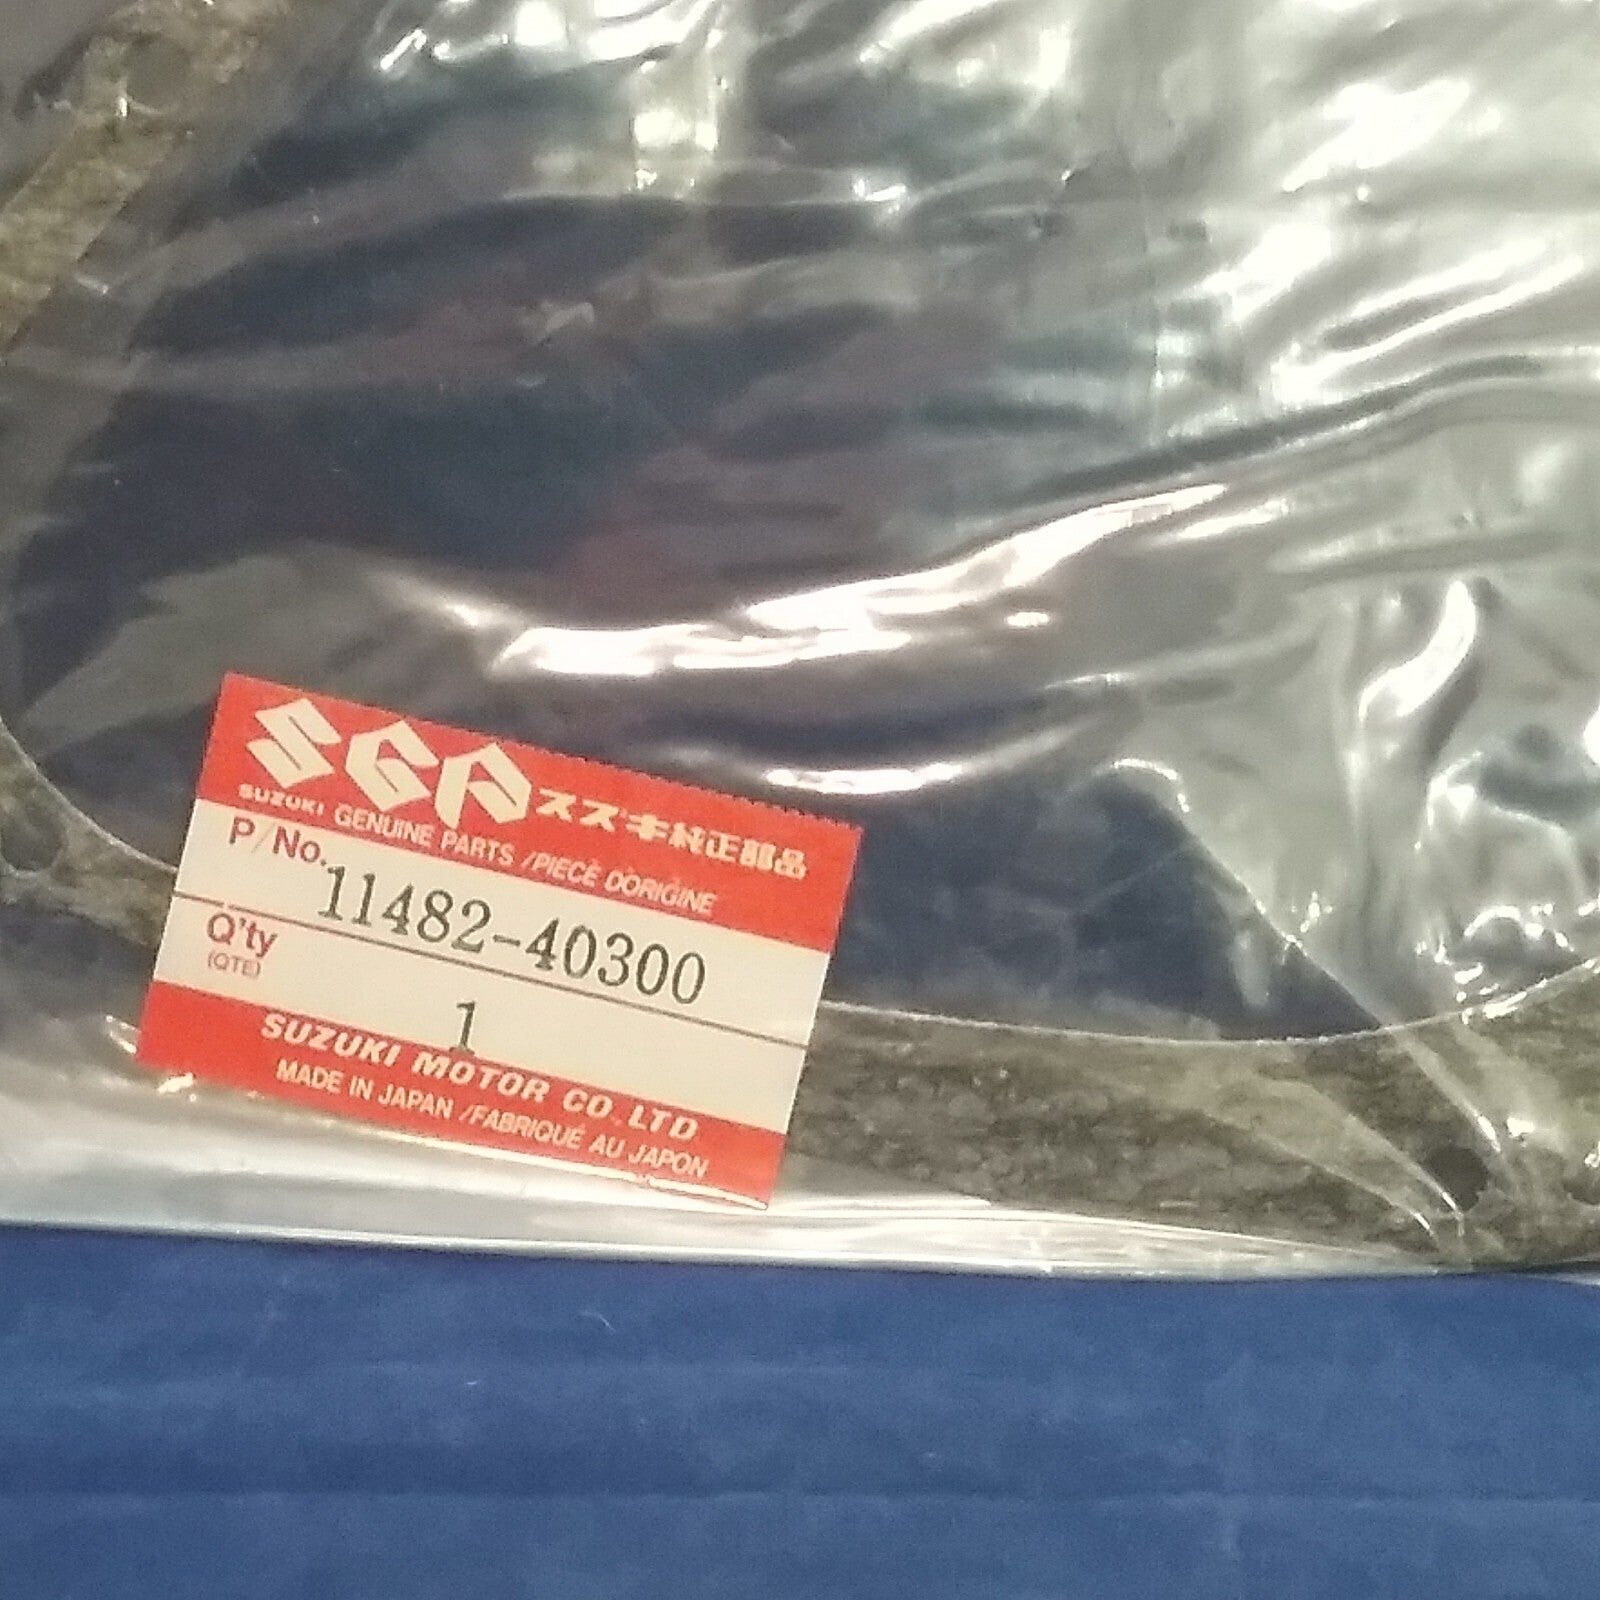 SGP スズキ純正部品
SUZUKI GENUINE PARTS /PIECE DORIGINE
P/No.
11482-40300
Q'ty
(QTE)
1
SUZUKI MOTOR CO. LTD
MADE IN JAPAN /FABRIQUÉ AU JAPON